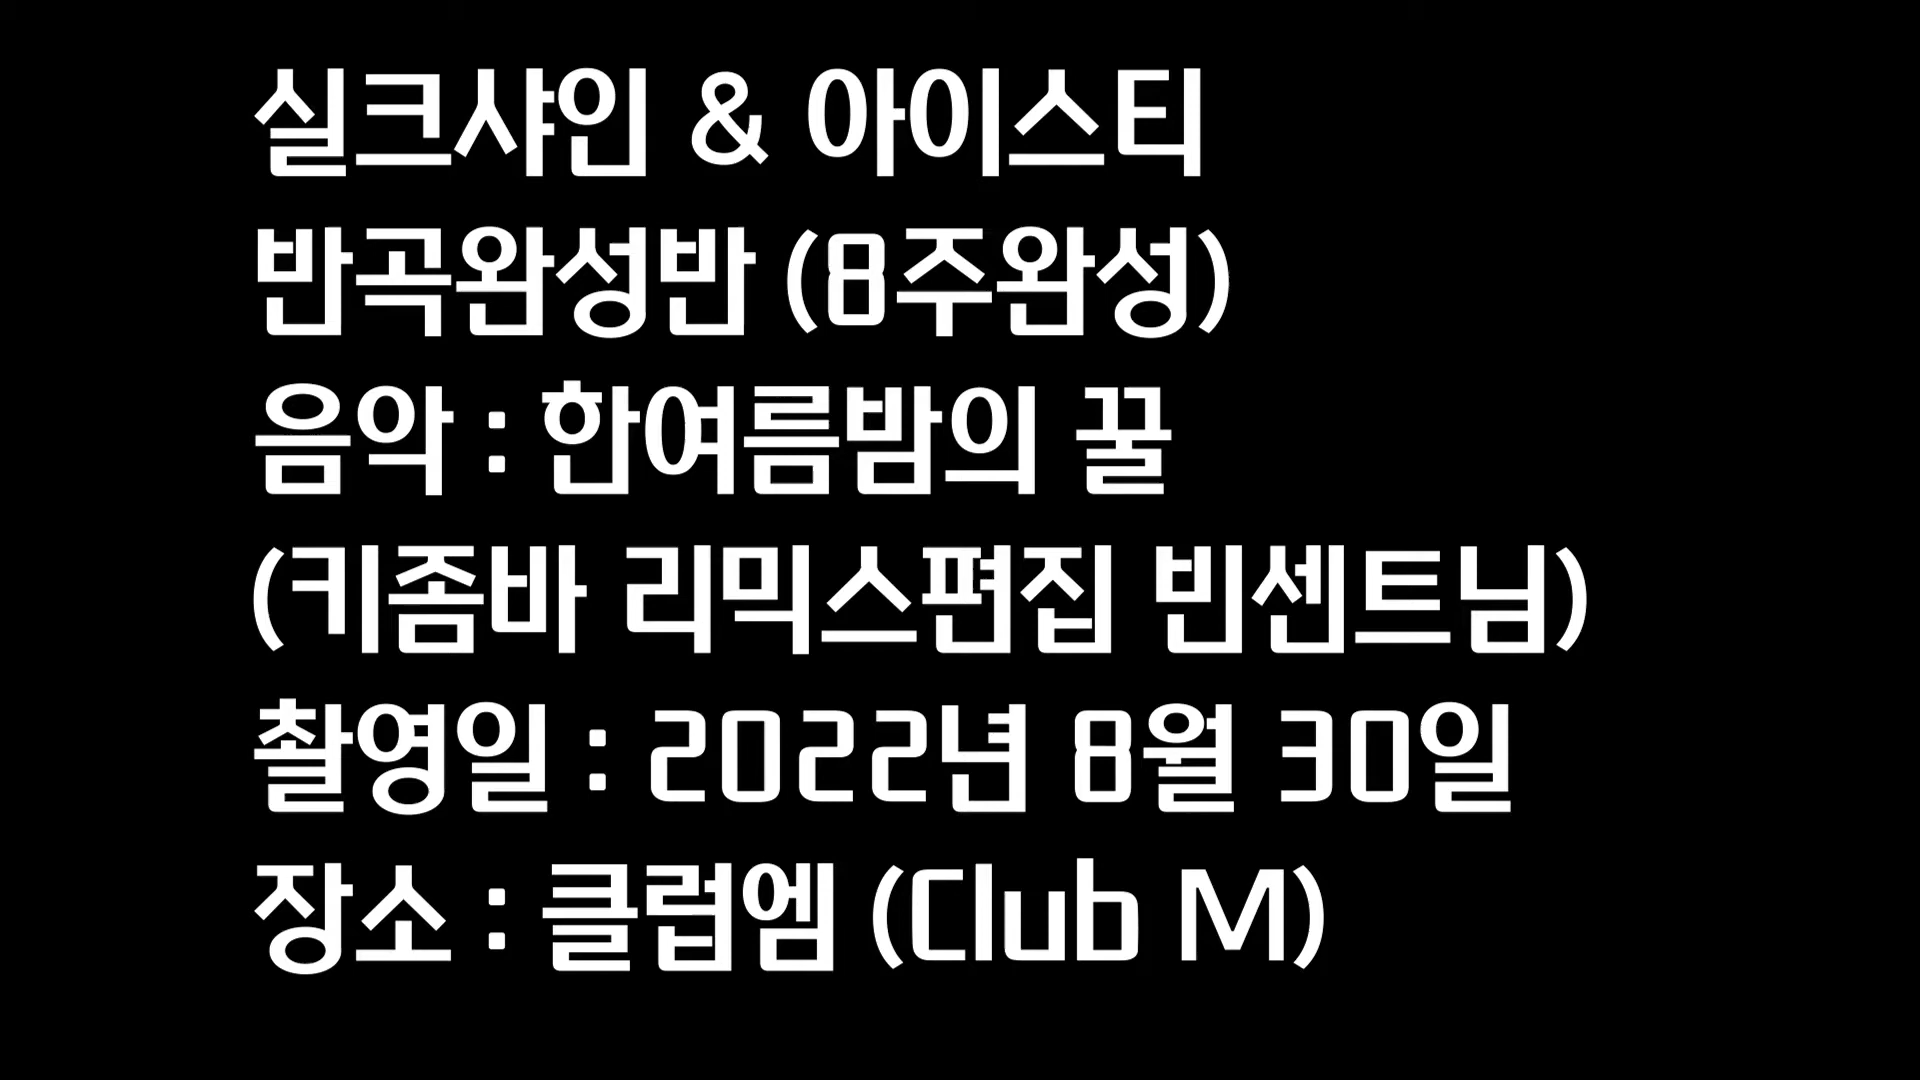 실크샤인 & 아이스티
반곡완성반 (8주완성)
음악 : 한여름밤의 꿀
(키좀바 리믹스편집 빈센트님)
촬영일 : 2022년 8월 30일
장소 : 클럽엠 (Club M)